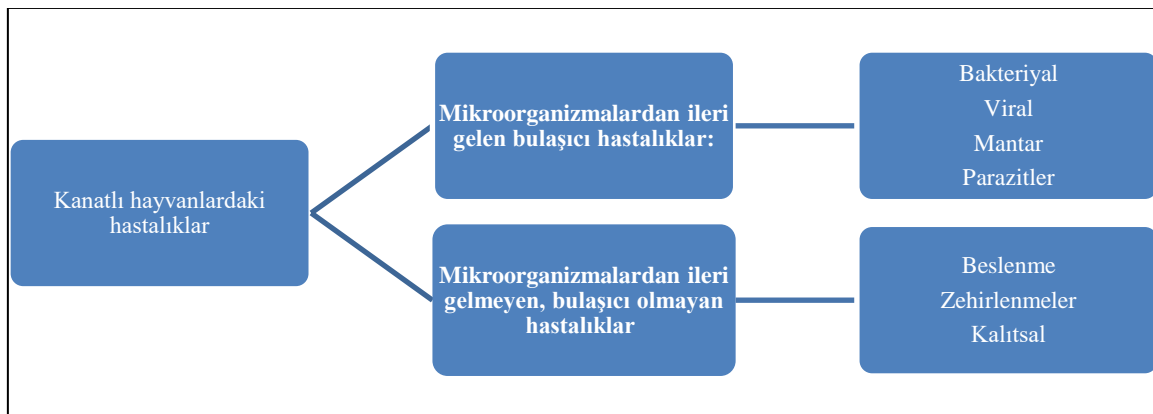 Kanatlı hayvanlardaki
hastalıklar
Mikroorganizmalardan ileri
gelen bulaşıcı hastalıklar:
Bakteriyal
Viral
Mantar
Parazitler
Mikroorganizmalardan ileri
gelmeyen, bulaşıcı olmayan
hastalıklar
Beslenme
Zehirlenmeler
Kalıtsal